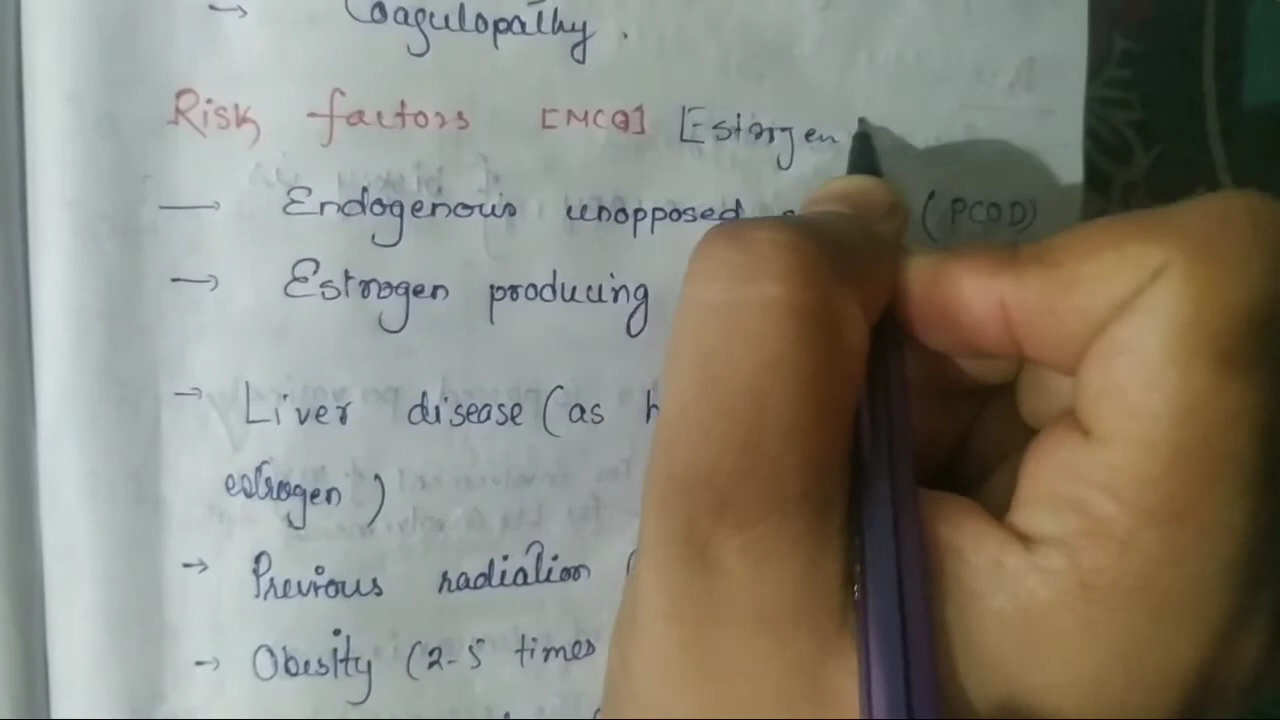 → Coagulopathy.
Risk factors [MCQ] [Estorgen
— Endogenous unopposed (PCOD)
→ Estrogen producing
→ Liver disease (as h
estrogen)
→ Previous radiation (
→ Obesity (2-5 times